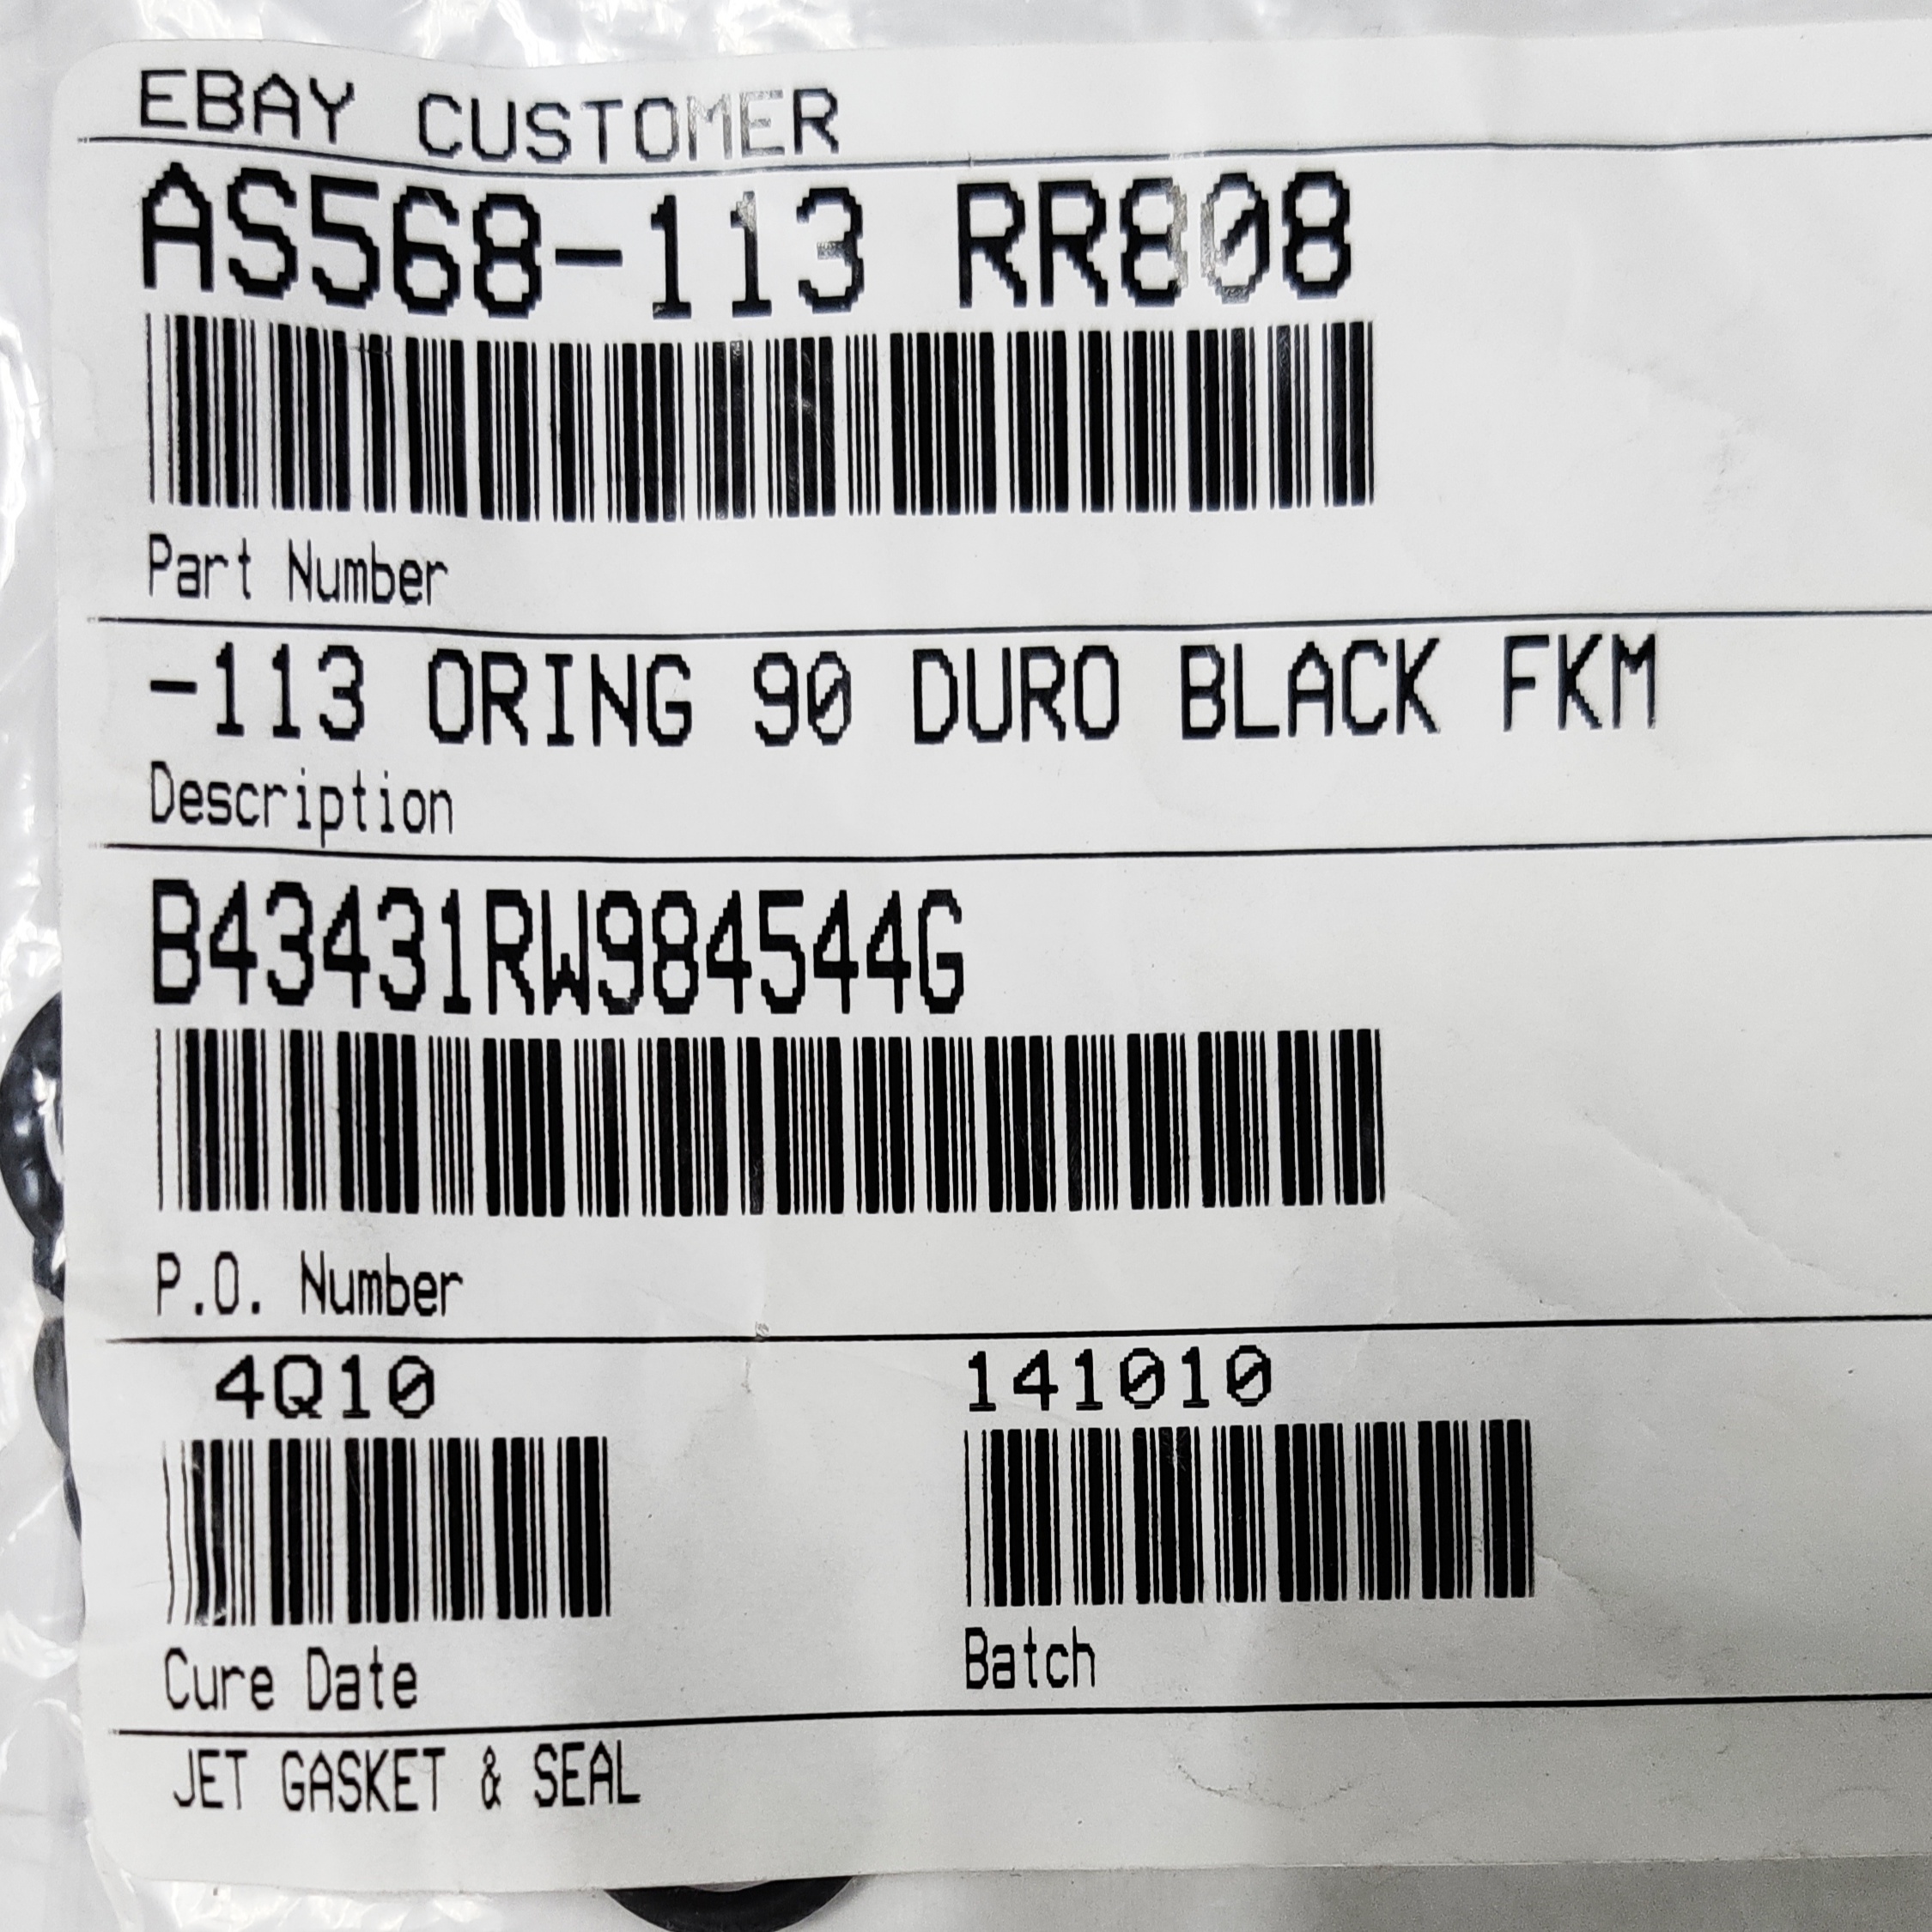 EBAY CUSTOMER
AS568-113 RR808
Part Number
-113 ORING 90 DURO BLACK FKM
Description
B43431RW984544G
P.O. Number
4Q10 141010
Cure Date Batch
JET GASKET & SEAL